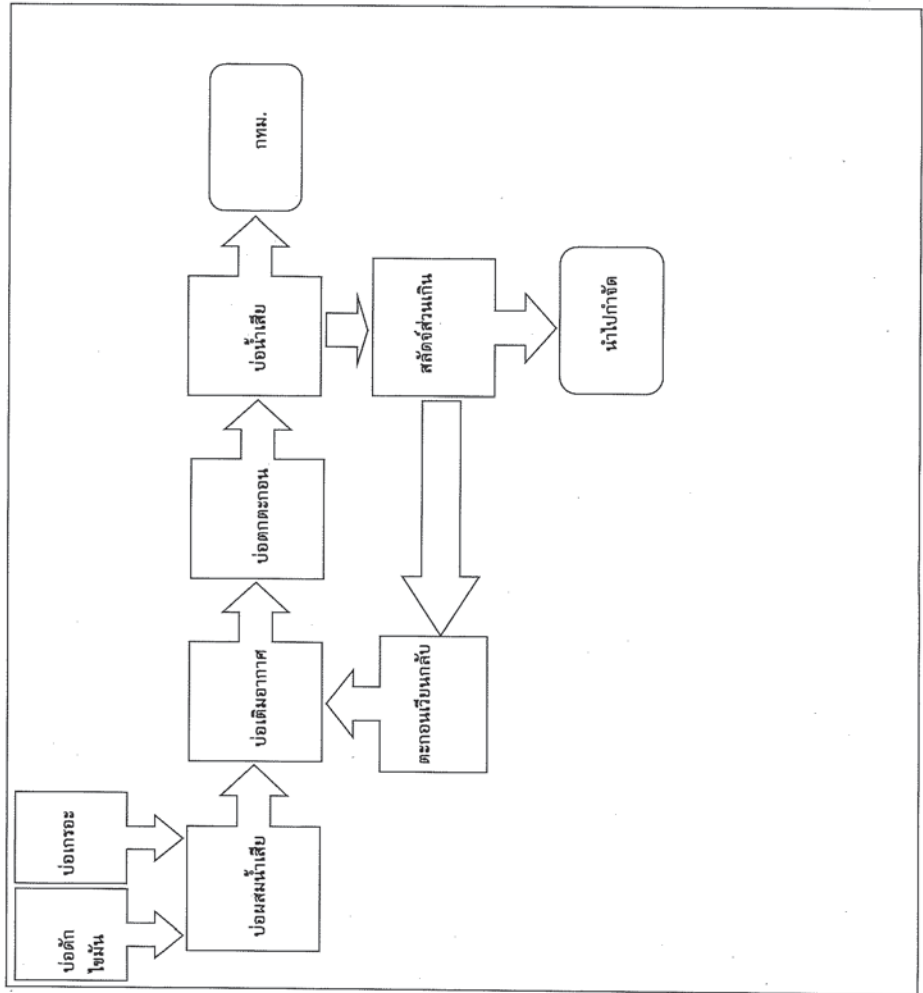 บ่อดัก
ไขมัน
บ่อเกรอะ
บ่อผสมน้ำเสีย
บ่อเติมอากาศ
บ่อตกตะกอน
บ่อน้ำเสีย
กทม.
ตะกอนเวียนกลับ
สลัดจ์ส่วนเกิน
นำไปกำจัด